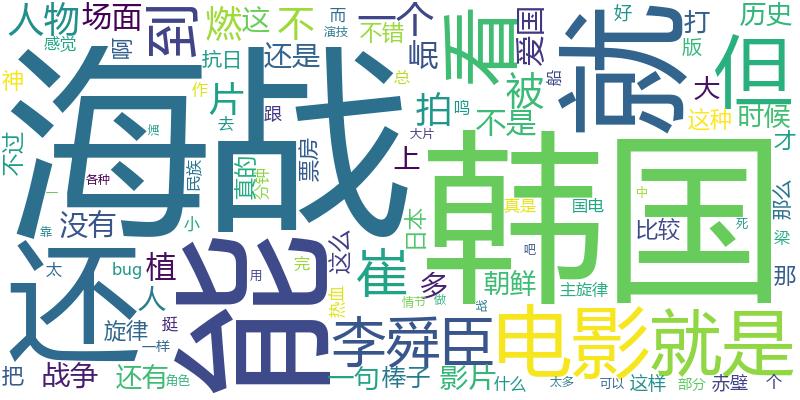 人物
场面
到
燃
这
不
一个
而
演技
看
爱国
就
好
打
版
历史
感觉
啊
抗日
还是
不错
岷
但
神
海战
作
片
总
被
船
大
这种
时候
不过
去
跟
拍
鸣
不是
才
各种
民族
真的
票房
大片
上
韩国
一
小
日本
真是
国电
中
比较
死
那么
梁
靠
没有
还
太
bug
植
能
这么
崔
多
朝鲜
吧
主旋律
那
人
用
完
热血
情节
做
战
旋律
挺
一样
李舜臣
电影
就是
把
战争
还有
角色
一句
棒子
影片
什么
太多
可以
这样
部分
赤壁
个